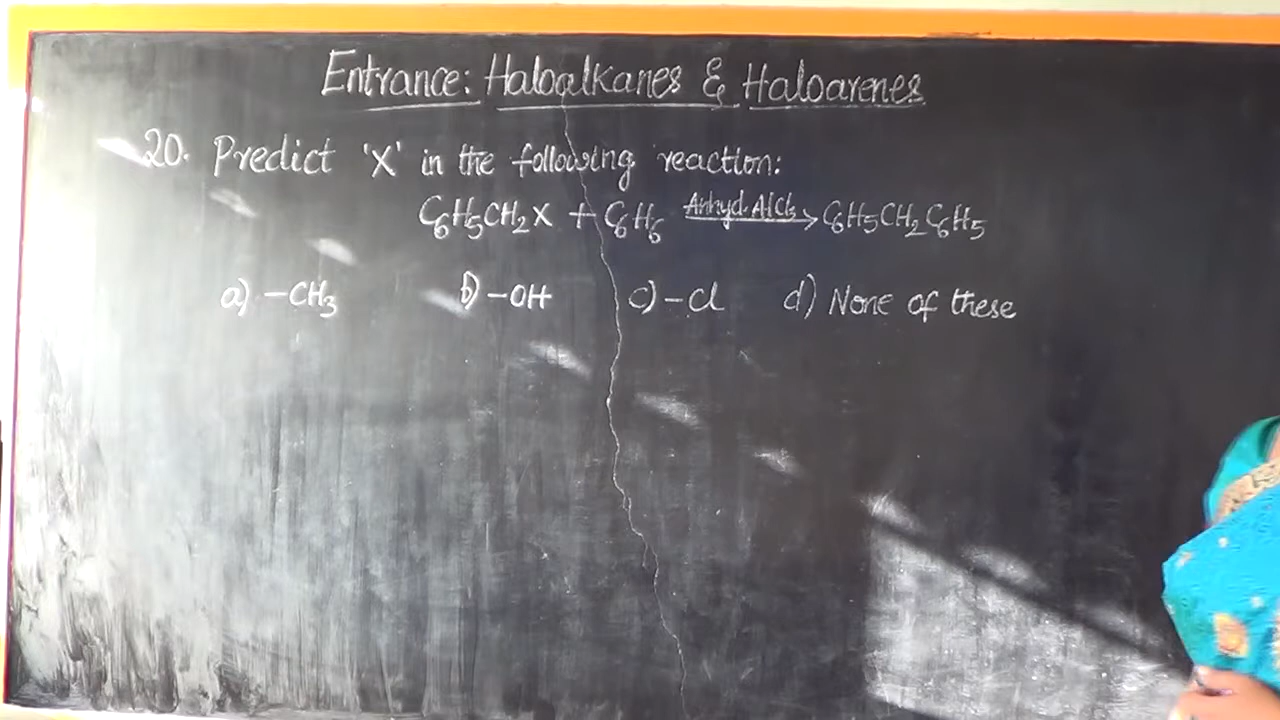 Entrance: Haloalkanes & Haloarenes
20. Predict 'X' in the following reaction:
C6H5CH2X + C6H6 Anhyd. AlCl3 → C6H5CH2C6H5
a) -CH3 b) -OH c) -Cl d) None of these